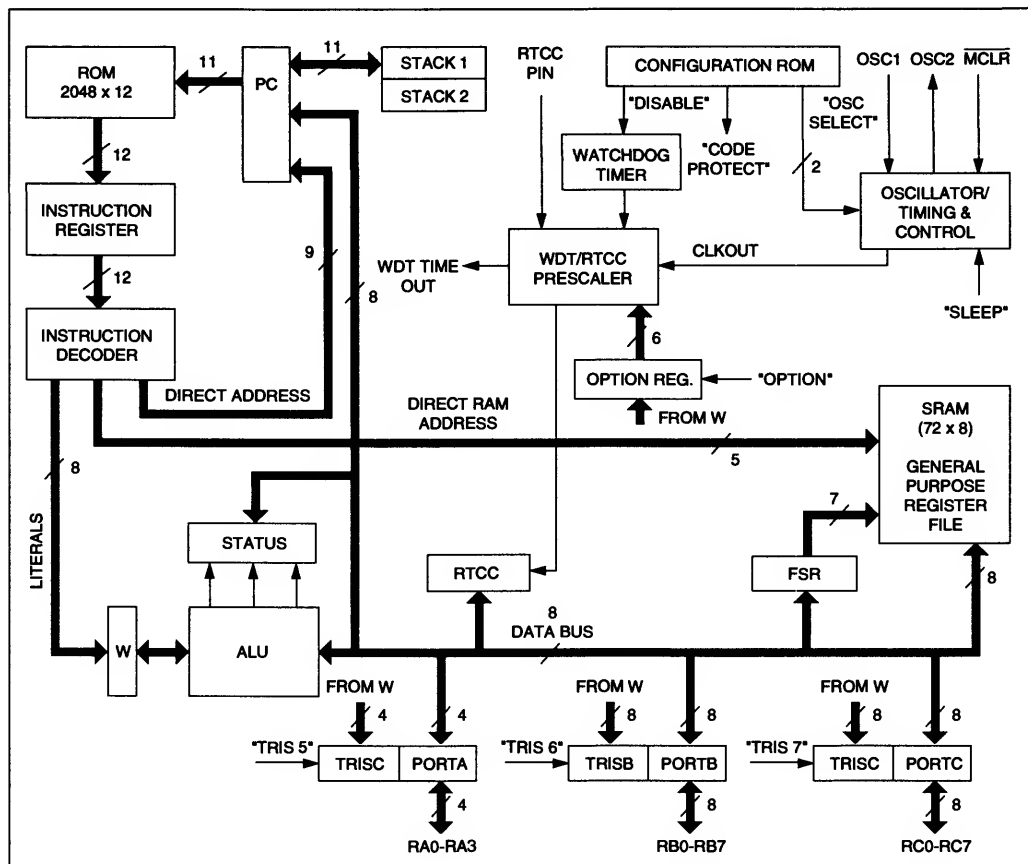 ROM
2048 x 12
11
PC
11
STACK 1
STACK 2
RTCC
PIN
CONFIGURATION ROM
OSC1
OSC2
MCLR
"DISABLE"
"CODE
PROTECT"
"OSC
SELECT"
2
WATCHDOG
TIMER
OSCILLATOR/
TIMING &
CONTROL
12
INSTRUCTION
REGISTER
9
8
WDT TIME
OUT
WDT/RTCC
PRESCALER
CLKOUT
"SLEEP"
12
INSTRUCTION
DECODER
6
OPTION REG.
"OPTION"
FROM W
DIRECT ADDRESS
DIRECT RAM
ADDRESS
5
SRAM
(72 x 8)
GENERAL
PURPOSE
REGISTER
FILE
8
LITERALS
7
STATUS
RTCC
FSR
8
W
ALU
8
DATA BUS
FROM W
4
4
"TRIS 5"
TRISC
PORTA
4
RA0-RA3
FROM W
8
8
"TRIS 6"
TRISB
PORTB
8
RB0-RB7
FROM W
8
8
"TRIS 7"
TRISC
PORTC
8
RC0-RC7